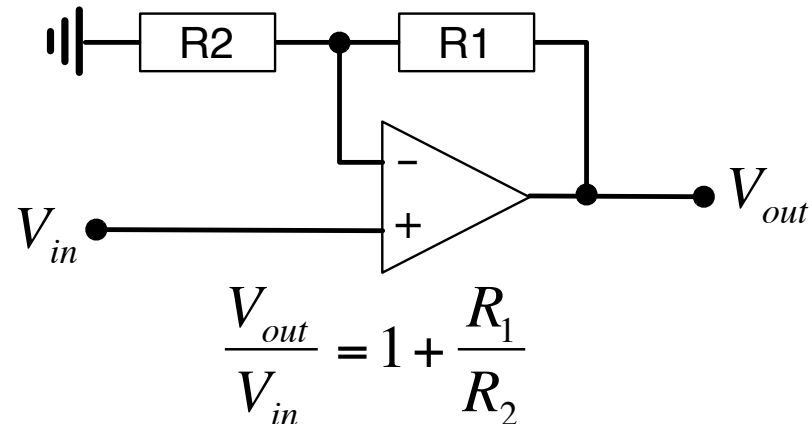 R2
R1
-
+
V_in
V_out
V_out / V_in = 1 + R_1 / R_2